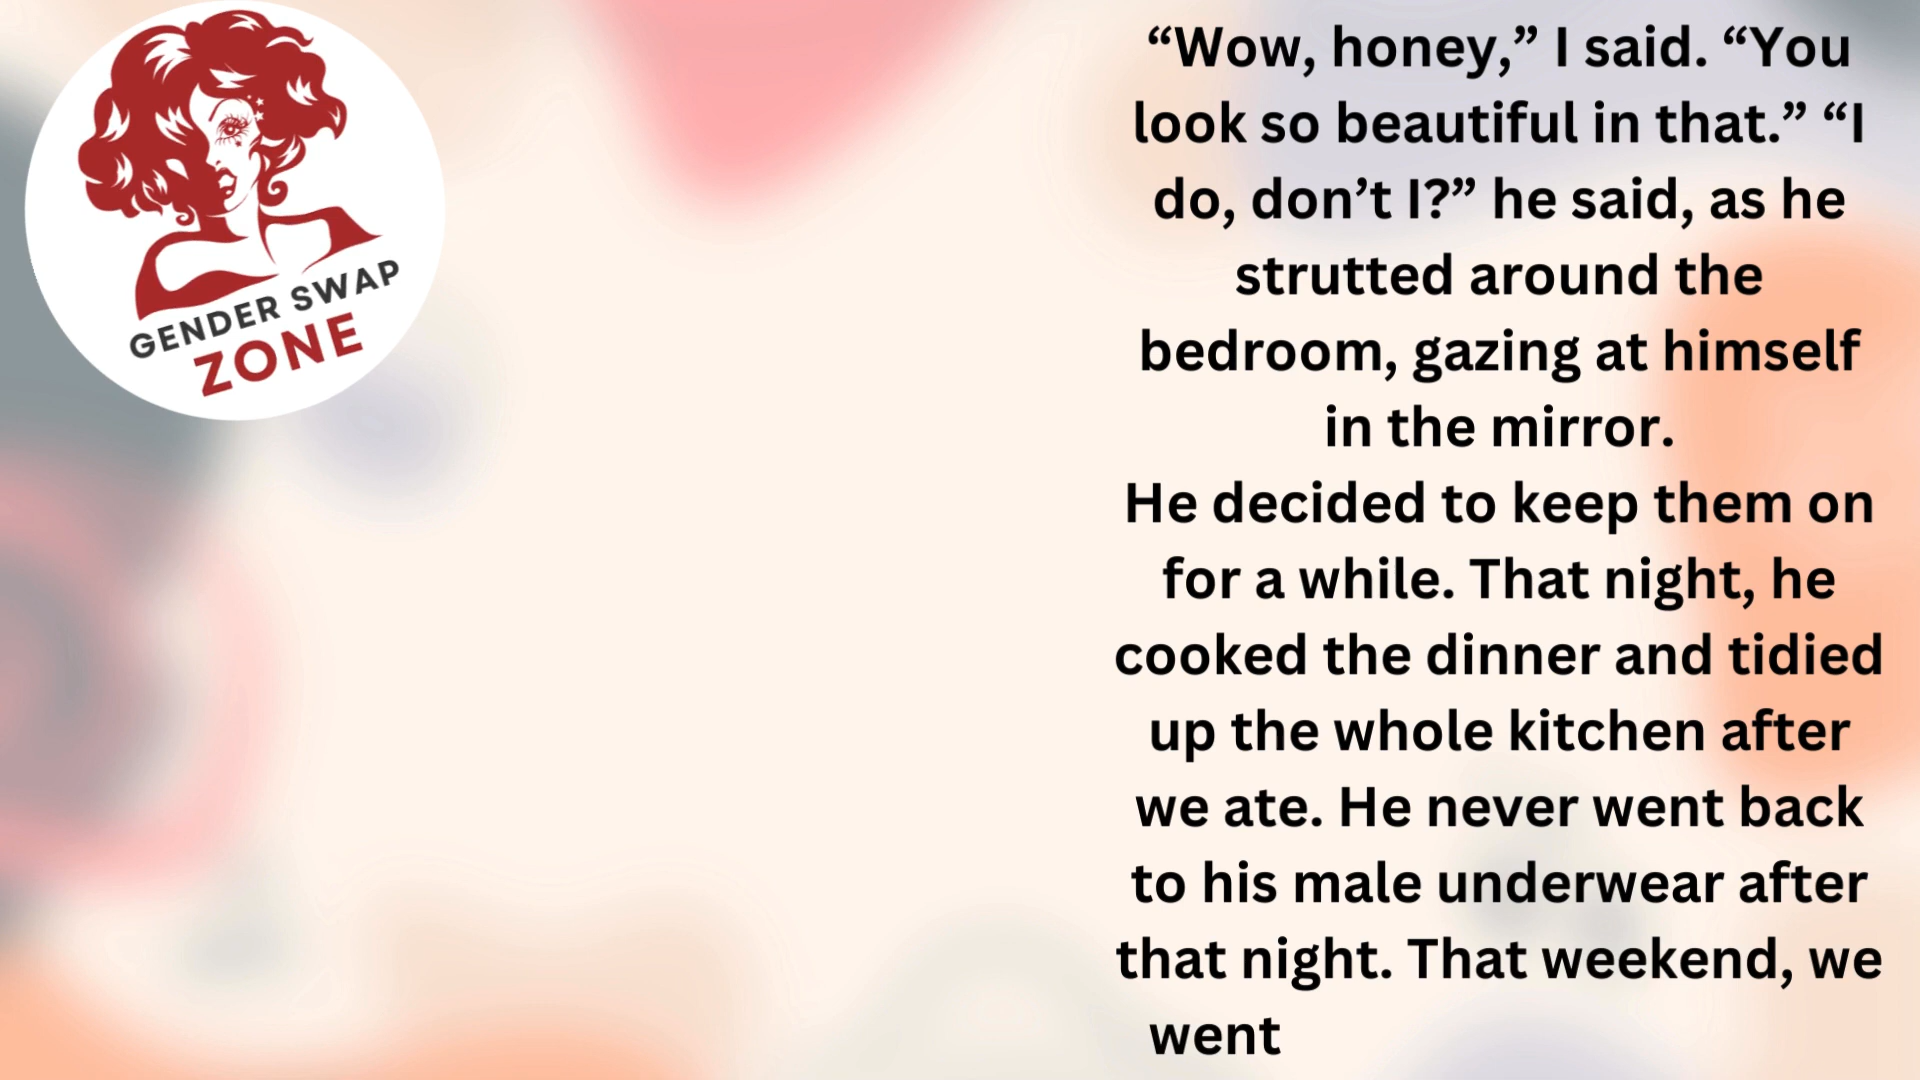 GENDER SWAP
ZONE
“Wow, honey,” I said. “You
look so beautiful in that.” “I
do, don’t I?” he said, as he
strutted around the
bedroom, gazing at himself
in the mirror.
He decided to keep them on
for a while. That night, he
cooked the dinner and tidied
up the whole kitchen after
we ate. He never went back
to his male underwear after
that night. That weekend, we
went